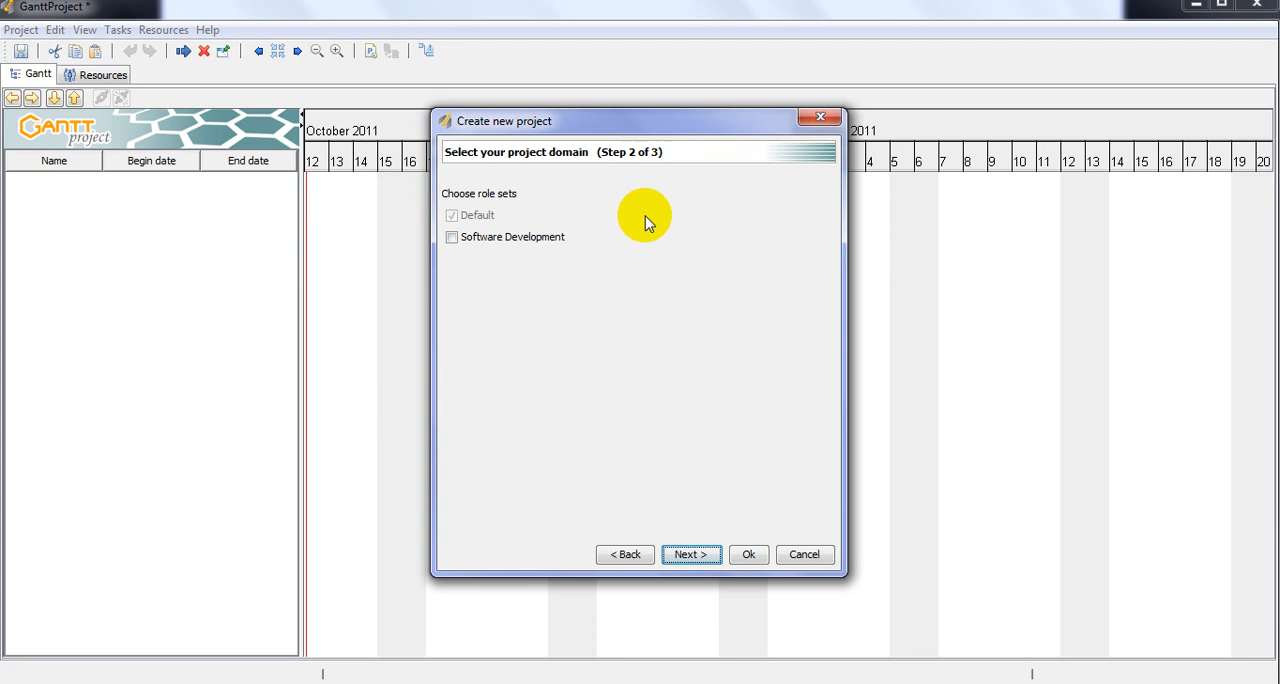 GanttProject *
Project Edit View Tasks Resources Help
Gantt Resources
GANTT
project
Name Begin date End date
October 2011
2011
12 13 14 15 16
4 5 6 7 8 9 10 11 12 13 14 15 16 17 18 19 20
Create new project
Select your project domain (Step 2 of 3)
Choose role sets
Default
Software Development
< Back Next > Ok Cancel